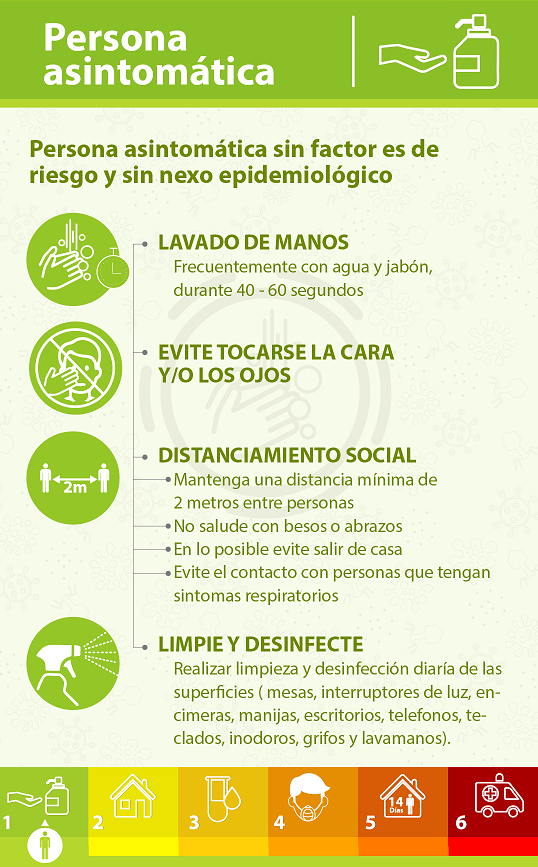 Persona
asintomática
Persona asintomática sin factor es de
riesgo y sin nexo epidemiológico
LAVADO DE MANOS
Frecuentemente con agua y jabón,
durante 40 - 60 segundos
EVITE TOCARSE LA CARA
Y/O LOS OJOS
2m
DISTANCIAMIENTO SOCIAL
Mantenga una distancia mínima de
2 metros entre personas
No salude con besos o abrazos
En lo posible evite salir de casa
Evite el contacto con personas que tengan
sintomas respiratorios
LIMPIE Y DESINFECTE
Realizar limpieza y desinfección diaría de las
superficies ( mesas, interruptores de luz, en-
cimeras, manijas, escritorios, telefonos, te-
clados, inodoros, grifos y lavamanos).
1
2
3
4
14
Días
5
6